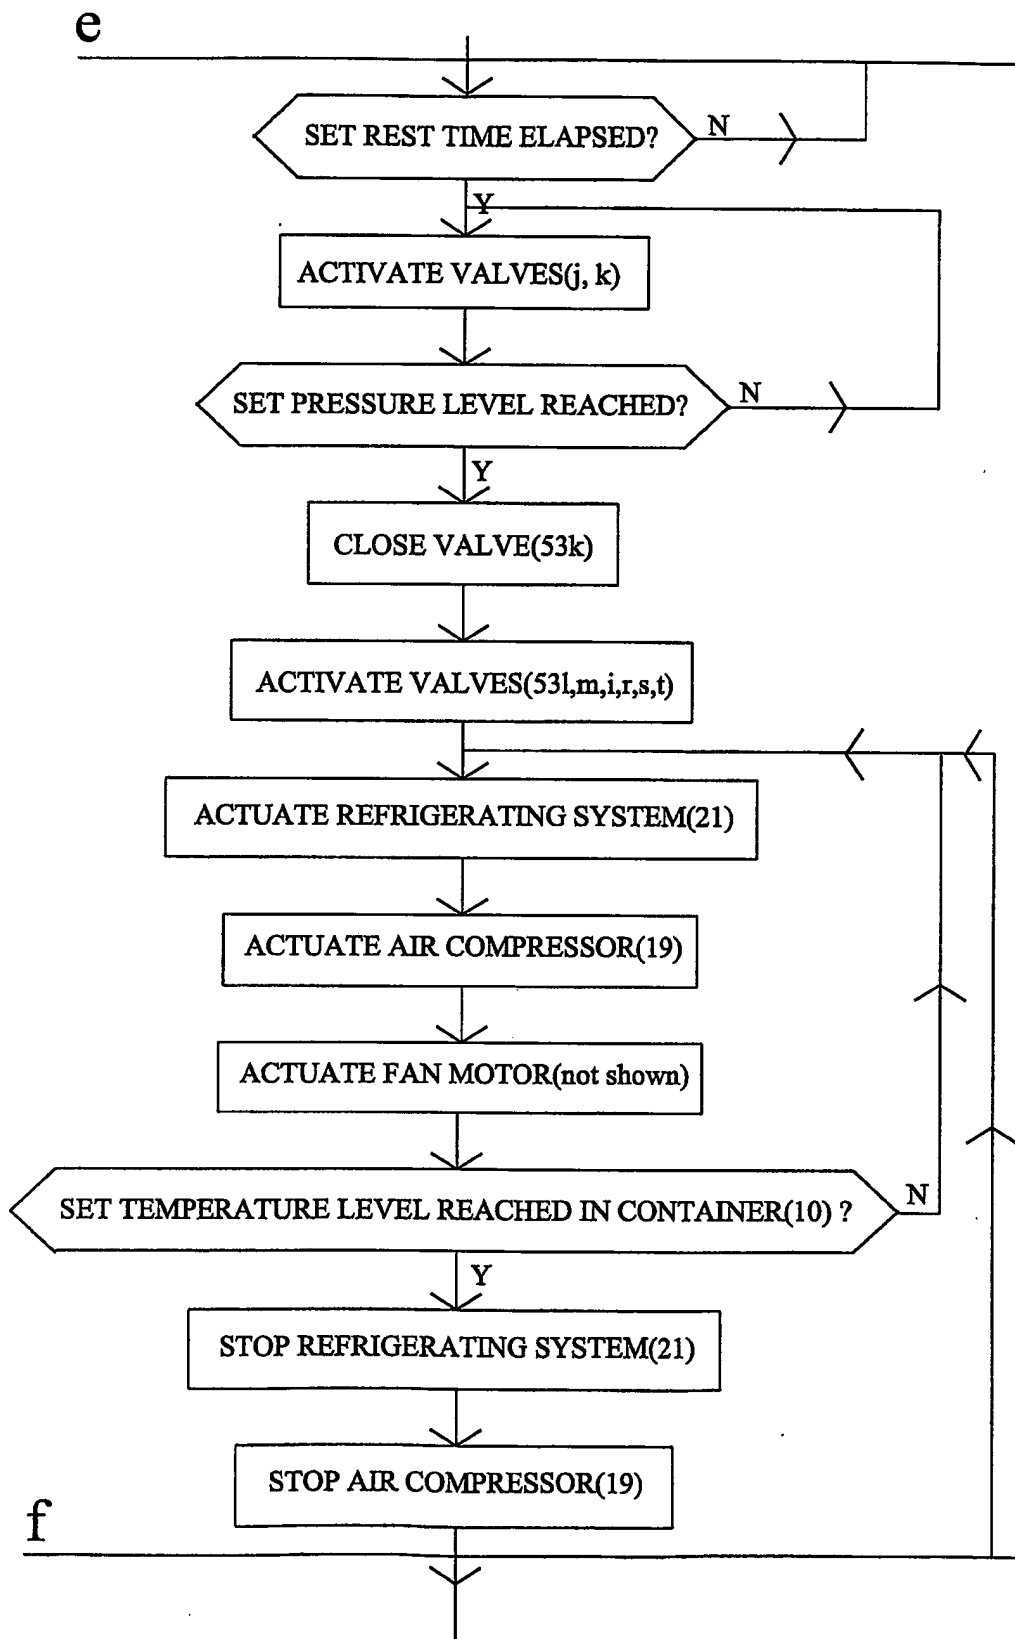 e
SET REST TIME ELAPSED?
N
Y
ACTIVATE VALVES(j, k)
SET PRESSURE LEVEL REACHED?
N
Y
CLOSE VALVE(53k)
ACTIVATE VALVES(53l,m,i,r,s,t)
ACTUATE REFRIGERATING SYSTEM(21)
ACTUATE AIR COMPRESSOR(19)
ACTUATE FAN MOTOR(not shown)
SET TEMPERATURE LEVEL REACHED IN CONTAINER(10) ?
N
Y
STOP REFRIGERATING SYSTEM(21)
STOP AIR COMPRESSOR(19)
f